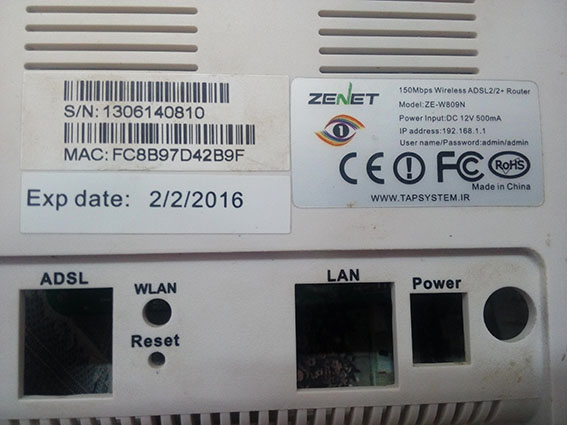 S/N: 1306140810
MAC: FC8B97D42B9F
Exp date: 2/2/2016
ZENET
1
150Mbps Wireless ADSL2/2+ Router
Model:ZE-W809N
Power Input:DC 12V 500mA
IP address:192.168.1.1
User name/Password:admin/admin
CE FC RoHS
Made in China
WWW.TAPSYSTEM.IR
ADSL
WLAN
Reset
LAN
Power